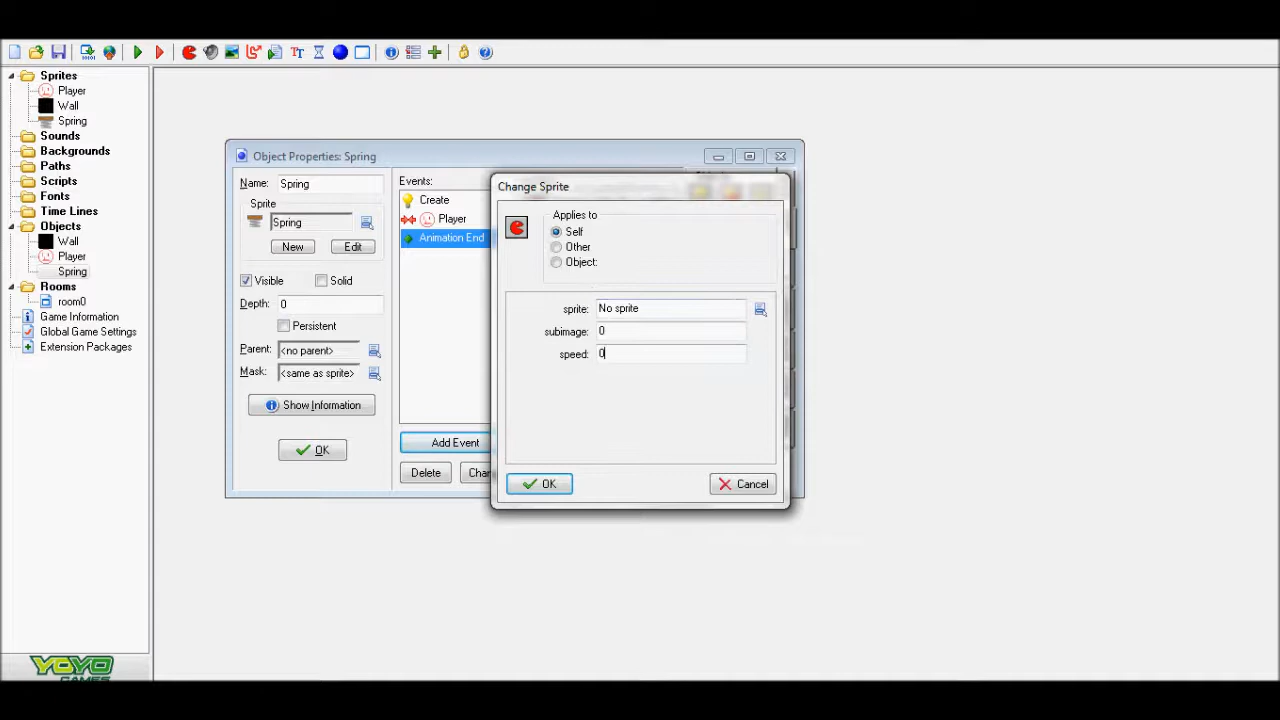 Sprites
Player
Wall
Spring
Sounds
Backgrounds
Paths
Scripts
Fonts
Time Lines
Objects
Wall
Player
Spring
Rooms
room0
Game Information
Global Game Settings
Extension Packages
YOYO
GAMES
Object Properties: Spring
Name: Spring
Sprite
Spring
New Edit
Visible Solid
Depth: 0
Persistent
Parent: <no parent>
Mask: <same as sprite>
Show Information
OK
Events:
Create
Player
Animation End
Add Event
Delete Chan
Change Sprite
Applies to
Self
Other
Object:
sprite: No sprite
subimage: 0
speed: 0
OK Cancel